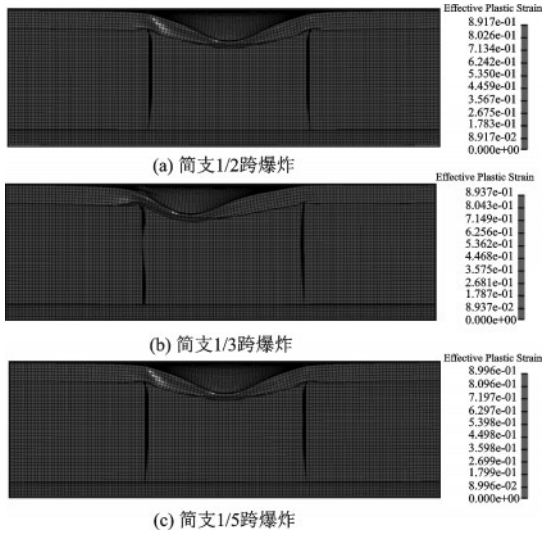 Effective Plastic Strain
8.917e-01
8.026e-01
7.134e-01
6.242e-01
5.350e-01
4.459e-01
3.567e-01
2.675e-01
1.783e-01
8.917e-02
0.000e+00
(a) 简支1/2跨爆炸
Effective Plastic Strain
8.937e-01
8.043e-01
7.149e-01
6.256e-01
5.362e-01
4.468e-01
3.575e-01
2.681e-01
1.787e-01
8.937e-02
0.000e+00
(b) 简支1/3跨爆炸
Effective Plastic Strain
8.996e-01
8.096e-01
7.197e-01
6.297e-01
5.398e-01
4.498e-01
3.598e-01
2.699e-01
1.799e-01
8.996e-02
0.000e+00
(c) 简支1/5跨爆炸